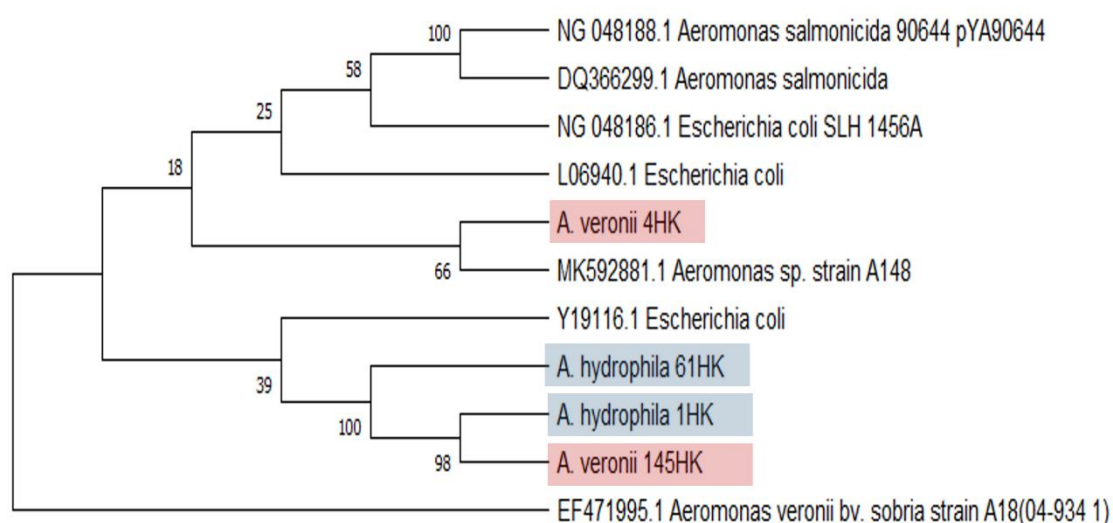 100
NG 048188.1 Aeromonas salmonicida 90644 pYA90644
58
DQ366299.1 Aeromonas salmonicida
25
NG 048186.1 Escherichia coli SLH 1456A
18
L06940.1 Escherichia coli
A. veronii 4HK
66
MK592881.1 Aeromonas sp. strain A148
Y19116.1 Escherichia coli
39
A. hydrophila 61HK
100
A. hydrophila 1HK
98
A. veronii 145HK
EF471995.1 Aeromonas veronii bv. sobria strain A18(04-934 1)